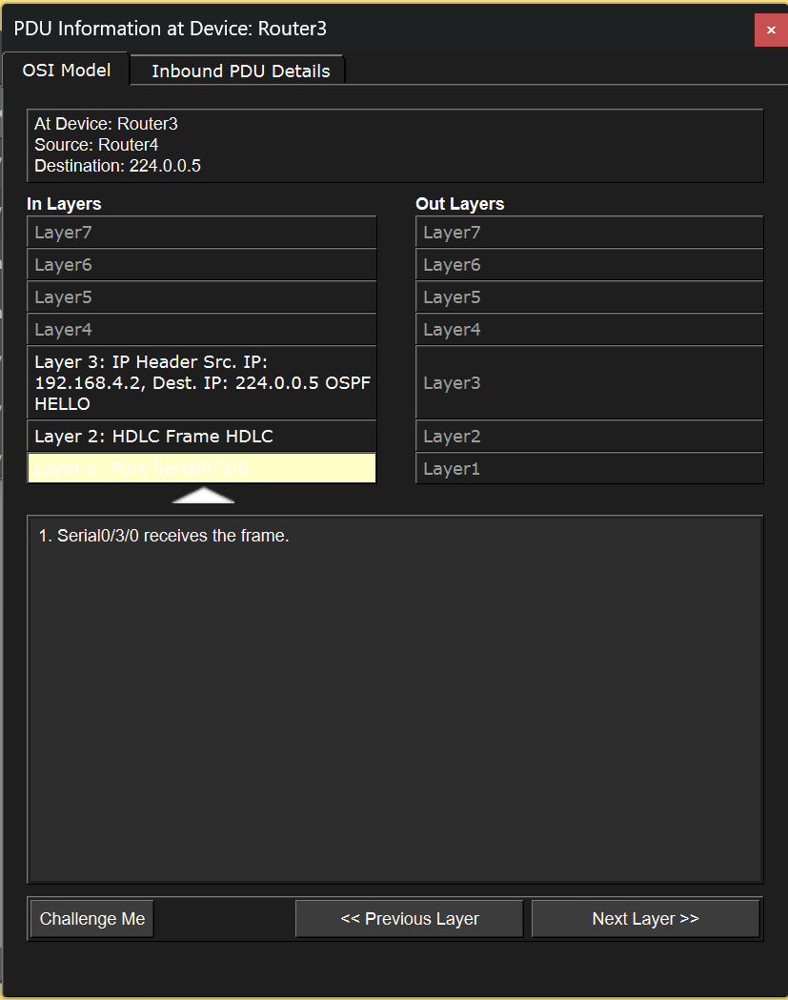 PDU Information at Device: Router3
x
OSI Model
Inbound PDU Details
At Device: Router3
Source: Router4
Destination: 224.0.0.5
In Layers
Out Layers
Layer7
Layer7
Layer6
Layer6
Layer5
Layer5
Layer4
Layer4
Layer 3: IP Header Src. IP:
192.168.4.2, Dest. IP: 224.0.0.5 OSPF
HELLO
Layer3
Layer 2: HDLC Frame HDLC
Layer2
Layer 1: Port Serial0/3/0
Layer1
1. Serial0/3/0 receives the frame.
Challenge Me
<< Previous Layer
Next Layer >>